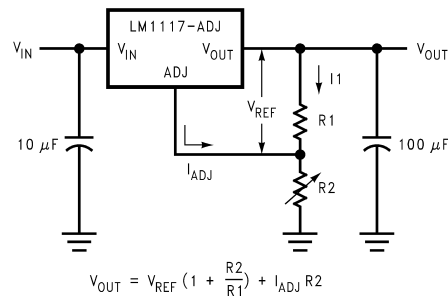 LM1117-ADJ
V_IN
V_IN
V_OUT
V_OUT
ADJ
I1
V_REF
R1
10 μF
100 μF
I_ADJ
R2
V_OUT = V_REF (1 + R2/R1) + I_ADJ R2